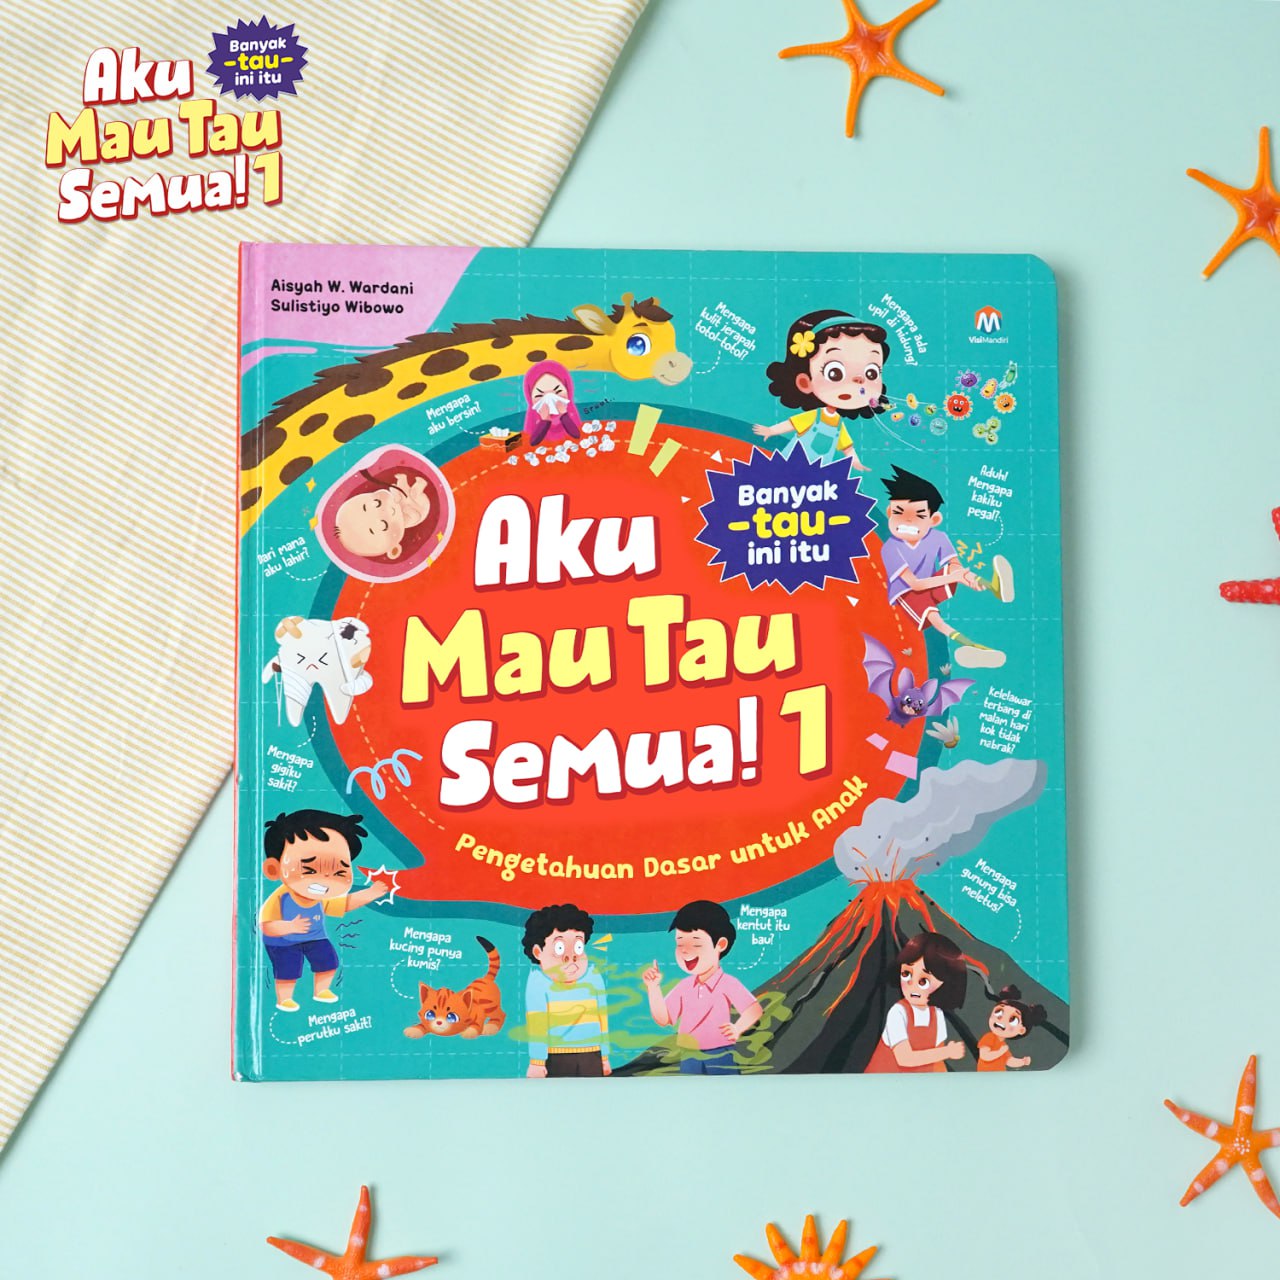 Aku
Mau Tau
Semua! 1
Banyak
-tau-
ini itu
Aisyah W. Wardani
Sulistiyo Wibowo
Mengapa
kulit jerapah
totol-totol?
Mengapa ada
upil di hidung?
M
VisiMandiri
Mengapa
aku bersin?
Srott..
Aduh!
Mengapa
kakiku
pegal?
Dari mana
aku lahir?
Banyak
-tau-
ini itu
Aku
Mau Tau
Semua! 1
Pengetahuan Dasar untuk Anak
Kelelawar
terbang di
malam hari
kok tidak
nabrak?
Mengapa
gigiku
sakit?
Mengapa
gunung bisa
meletus?
Mengapa
kentut itu
bau?
Mengapa
kucing punya
kumis?
Mengapa
perutku sakit?